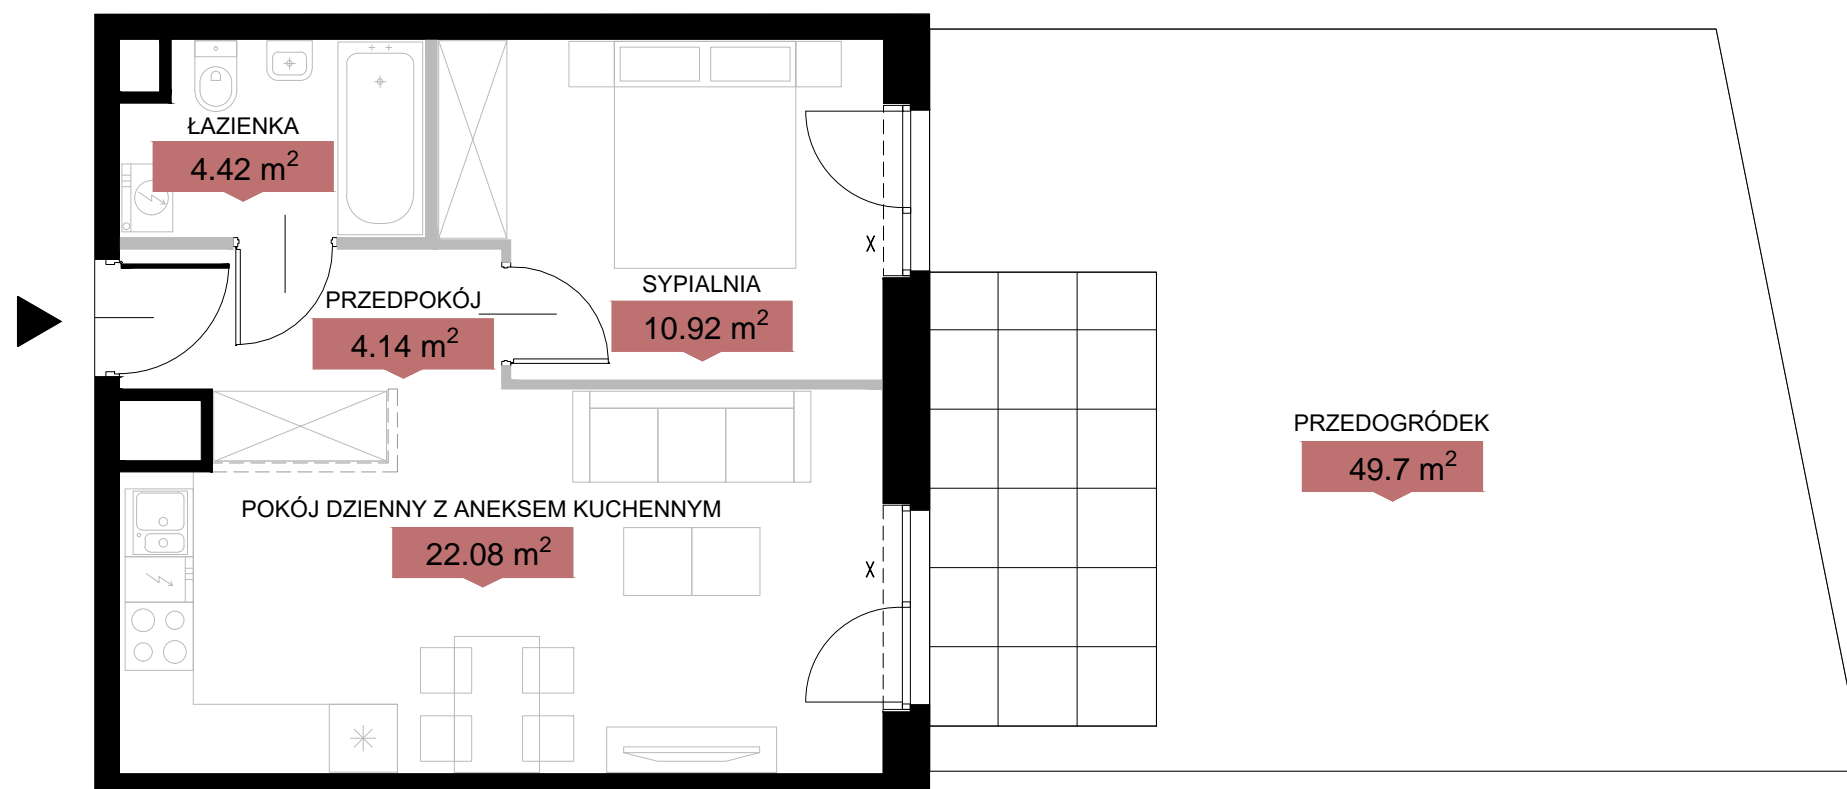 ŁAZIENKA
4.42 m²
PRZEDPOKÓJ
4.14 m²
SYPIALNIA
10.92 m²
POKÓJ DZIENNY Z ANEKSEM KUCHENNYM
22.08 m²
PRZEDOGRÓDEK
49.7 m²
X
X